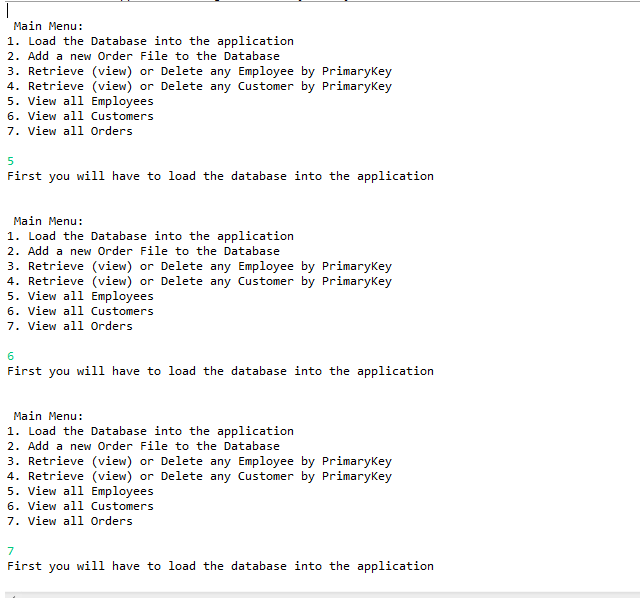 Main Menu:
1. Load the Database into the application
2. Add a new Order File to the Database
3. Retrieve (view) or Delete any Employee by PrimaryKey
4. Retrieve (view) or Delete any Customer by PrimaryKey
5. View all Employees
6. View all Customers
7. View all Orders
5
First you will have to load the database into the application
Main Menu:
1. Load the Database into the application
2. Add a new Order File to the Database
3. Retrieve (view) or Delete any Employee by PrimaryKey
4. Retrieve (view) or Delete any Customer by PrimaryKey
5. View all Employees
6. View all Customers
7. View all Orders
6
First you will have to load the database into the application
Main Menu:
1. Load the Database into the application
2. Add a new Order File to the Database
3. Retrieve (view) or Delete any Employee by PrimaryKey
4. Retrieve (view) or Delete any Customer by PrimaryKey
5. View all Employees
6. View all Customers
7. View all Orders
7
First you will have to load the database into the application